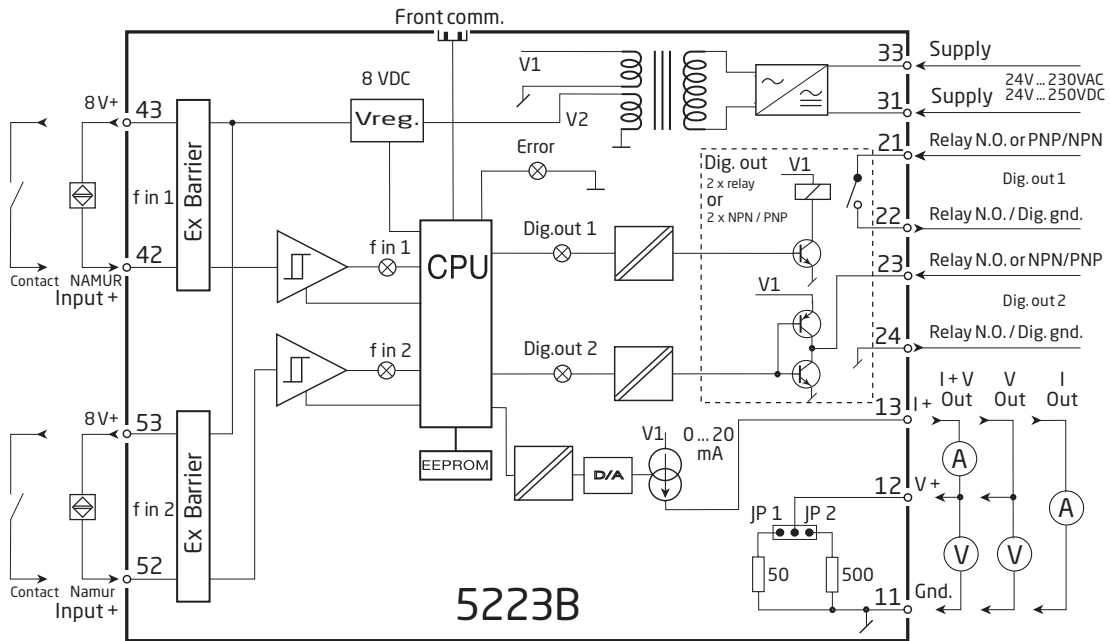 Front comm.
33 Supply
V1
24V...230VAC
24V...250VDC
8 VDC
8V+ 43
Vreg.
V2
31 Supply
21 Relay N.O. or PNP/NPN
Error
Dig. out
2 x relay
or
2 x NPN / PNP
V1
Dig. out 1
f in 1
Ex Barrier
22 Relay N.O. / Dig. gnd.
Dig.out 1
f in 1
CPU
42
Contact NAMUR
Input +
23 Relay N.O. or NPN/PNP
V1
Dig. out 2
f in 2
Dig.out 2
24 Relay N.O. / Dig. gnd.
I + V
Out
V
Out
I
Out
8V+ 53
13 I+
V1
0...20
mA
A
EEPROM
D/A
12 V+
f in 2
Ex Barrier
JP 1 JP 2
A
V V
52
Contact Namur
Input +
50 500
11 Gnd.
5223B